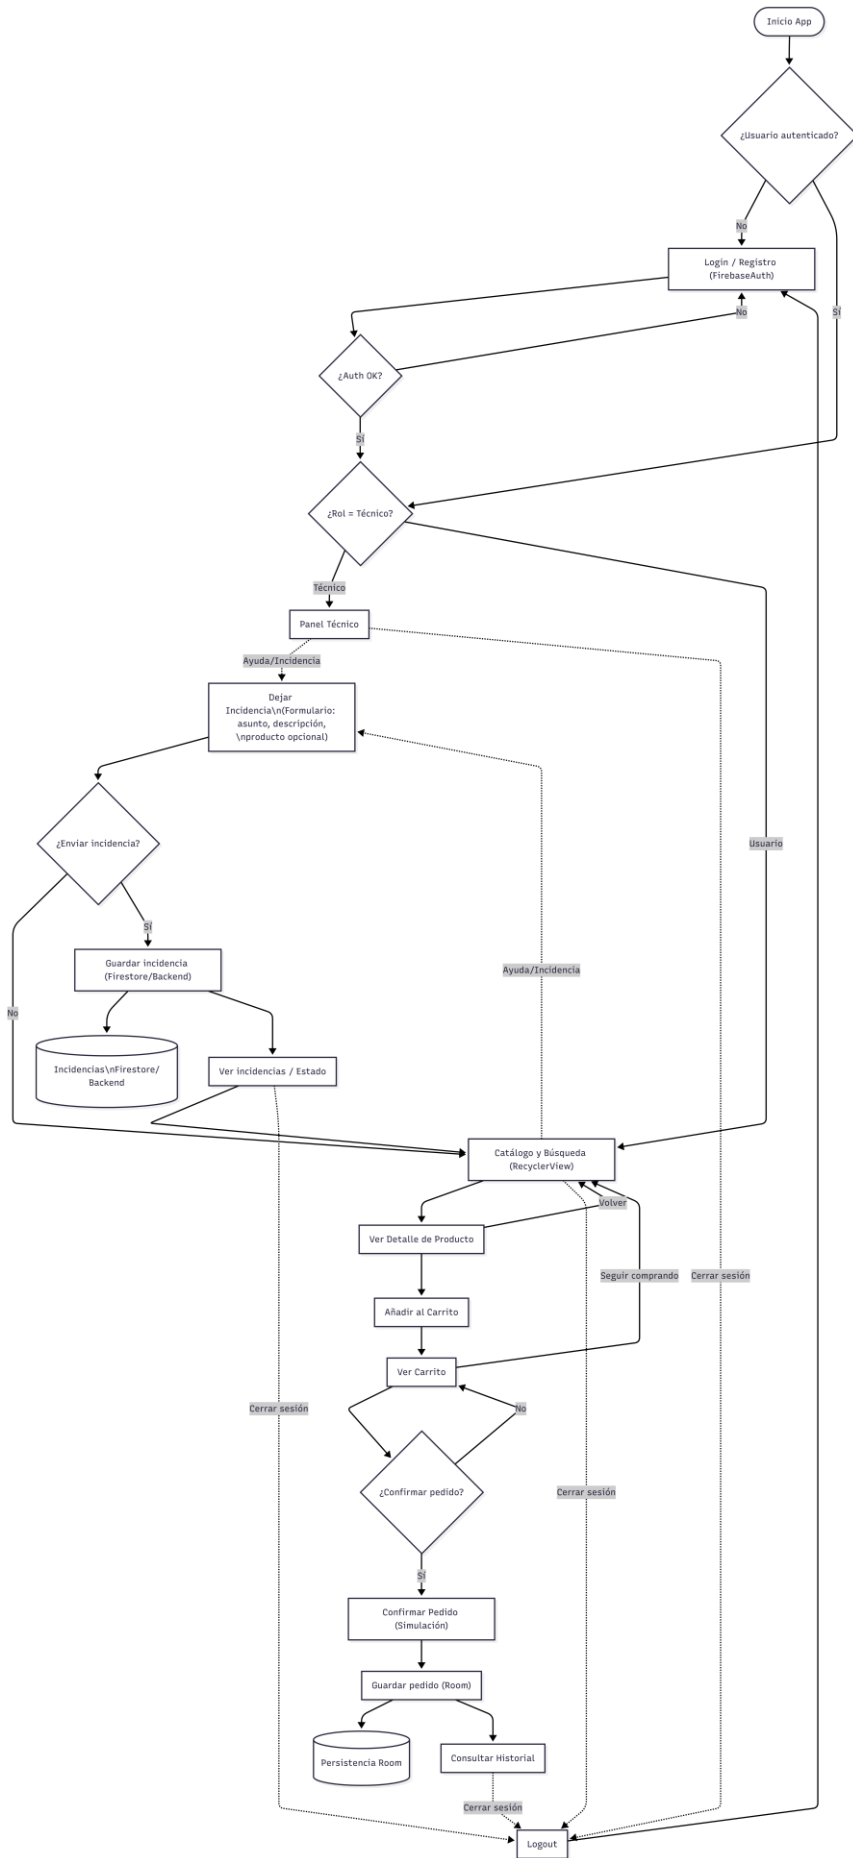 Inicio App
¿Usuario autenticado?
No
Login / Registro
(FirebaseAuth)
No
Sí
¿Auth OK?
Sí
¿Rol = Técnico?
Técnico
Panel Técnico
Ayuda/Incidencia
Dejar
Incidencia\n(Formulario:
asunto, descripción,
\nproducto opcional)
¿Enviar incidencia?
Usuario
Sí
Guardar incidencia
(Firestore/Backend)
Ayuda/Incidencia
No
Incidencias\nFirestore/
Backend
Ver incidencias / Estado
Catálogo y Búsqueda
(RecyclerView)
Volver
Ver Detalle de Producto
Seguir comprando
Cerrar sesión
Añadir al Carrito
Ver Carrito
Cerrar sesión
No
¿Confirmar pedido?
Cerrar sesión
Sí
Confirmar Pedido
(Simulación)
Guardar pedido (Room)
Persistencia Room
Consultar Historial
Cerrar sesión
Logout